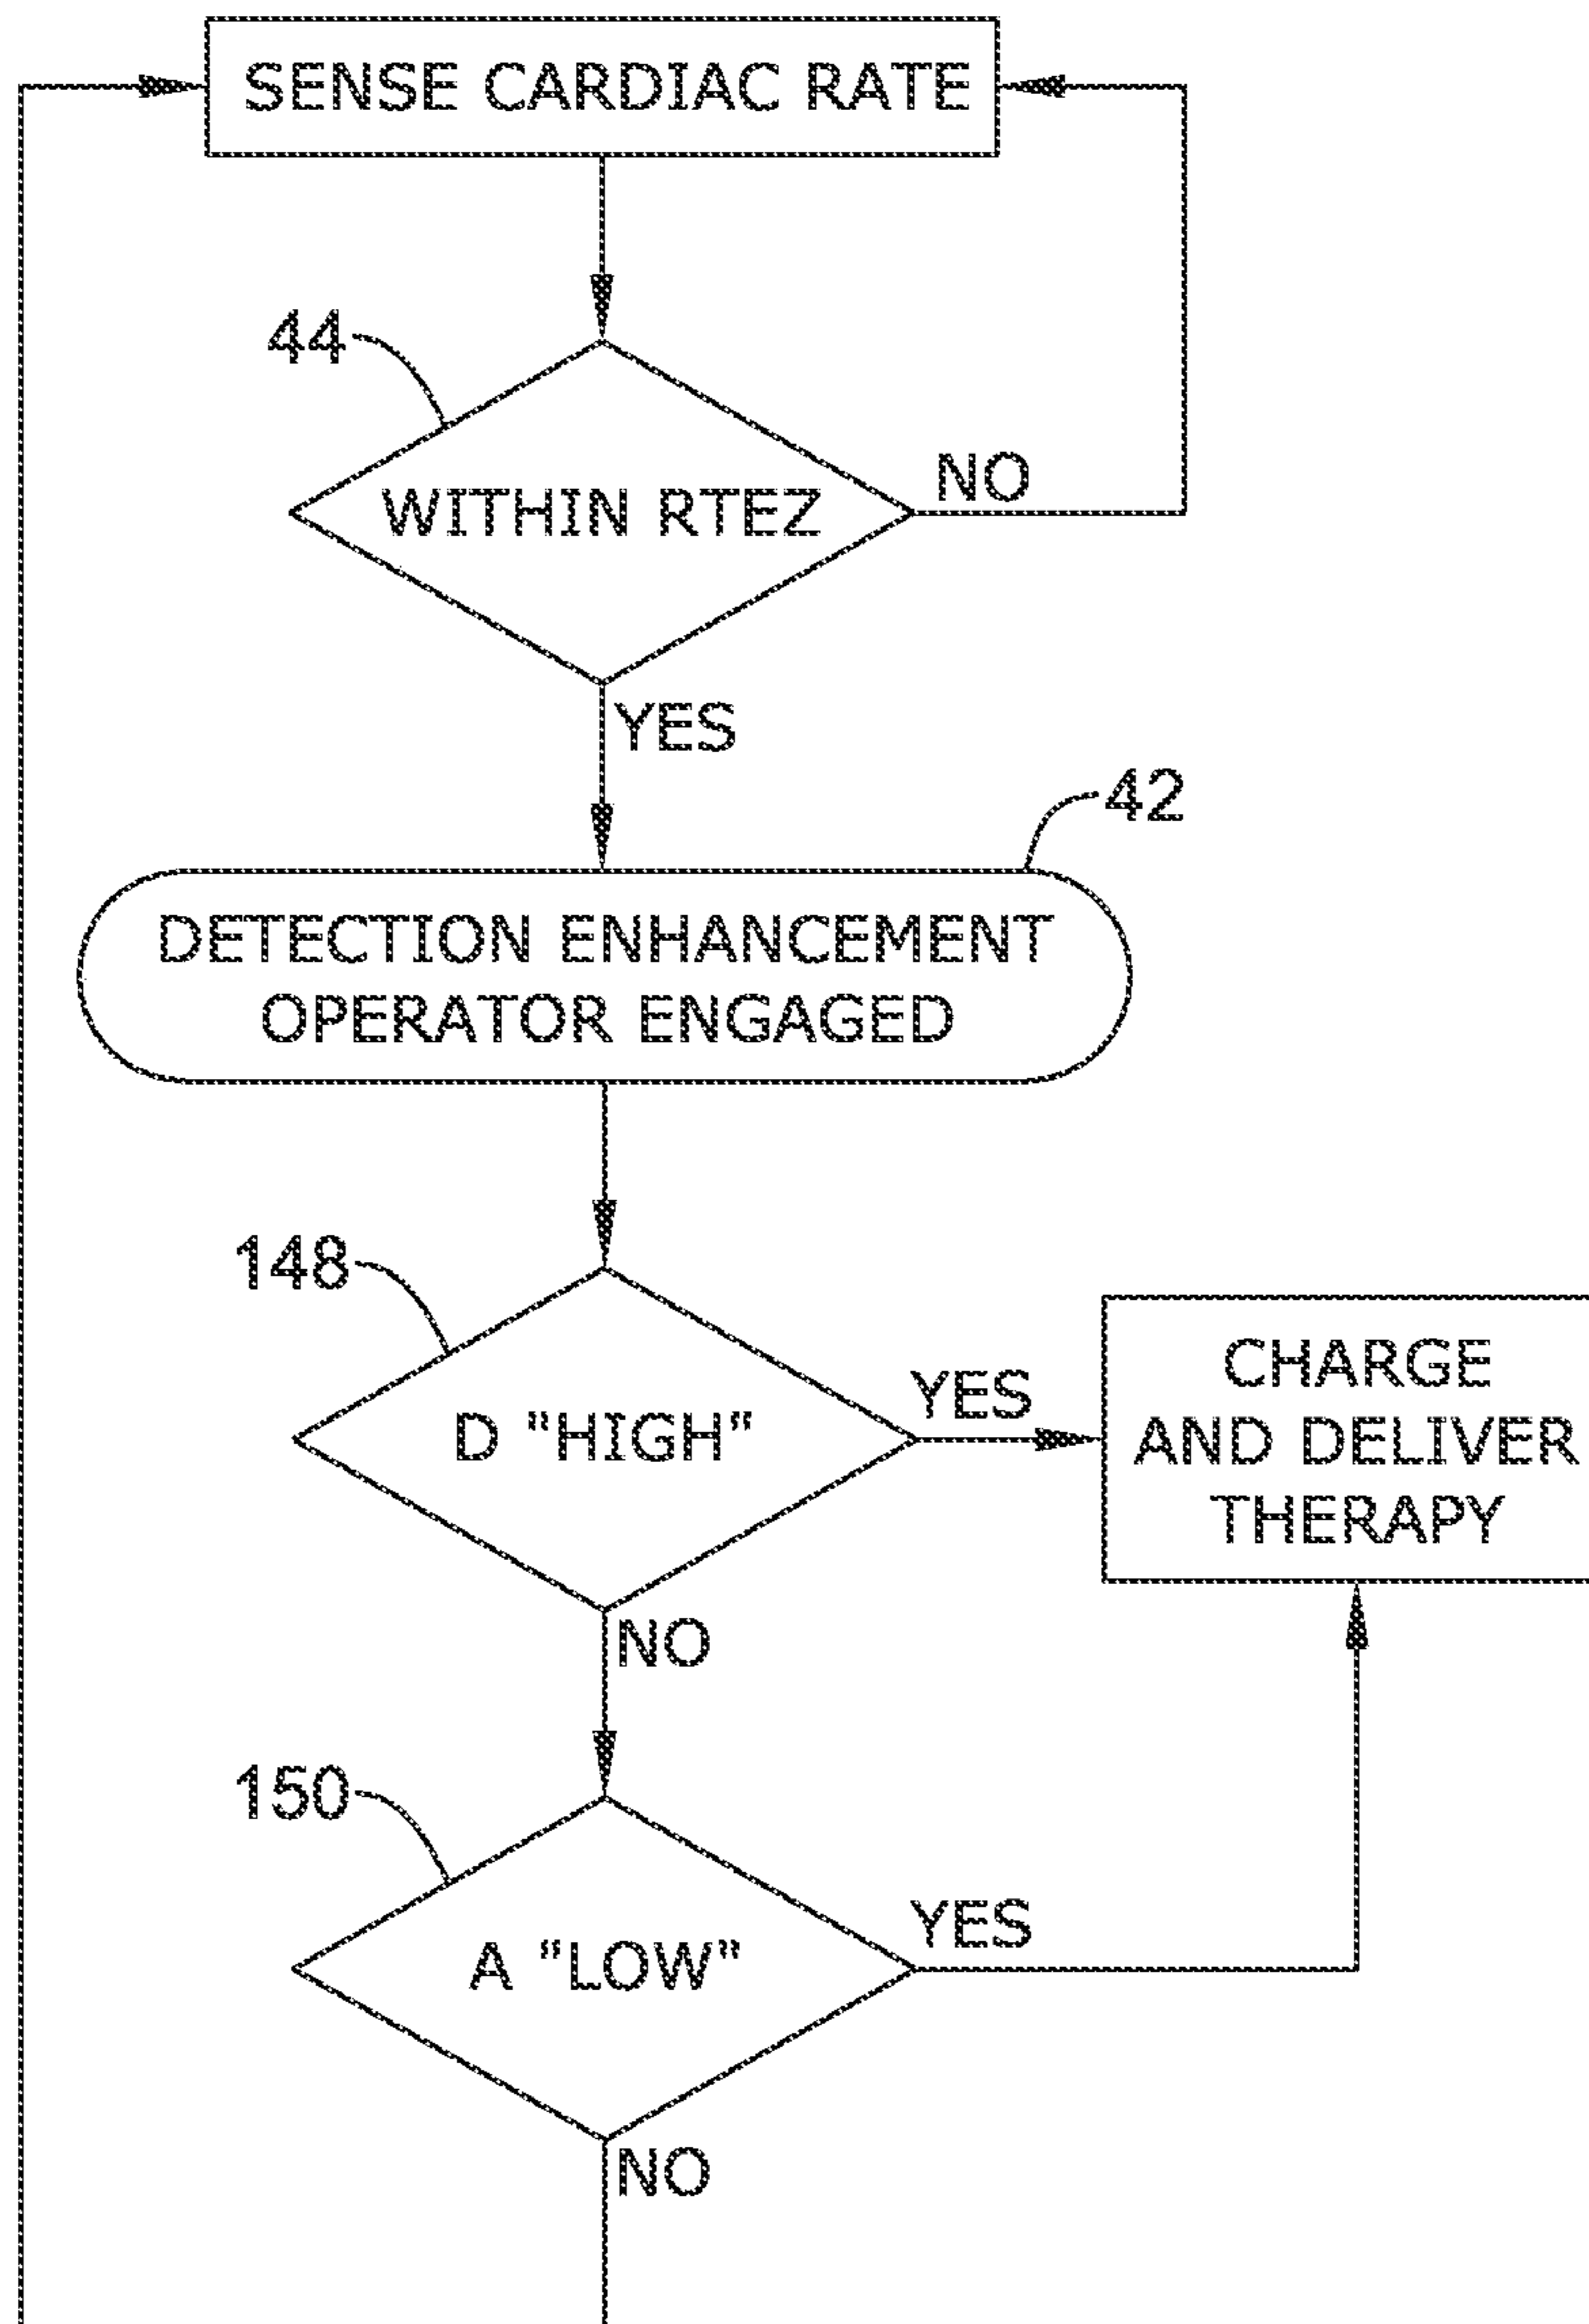 SENSE CARDIAC RATE
44
WITHIN RTEZ
NO
YES
42
DETECTION ENHANCEMENT
OPERATOR ENGAGED
148
D "HIGH"
YES
CHARGE
AND DELIVER
THERAPY
NO
150
A "LOW"
YES
NO